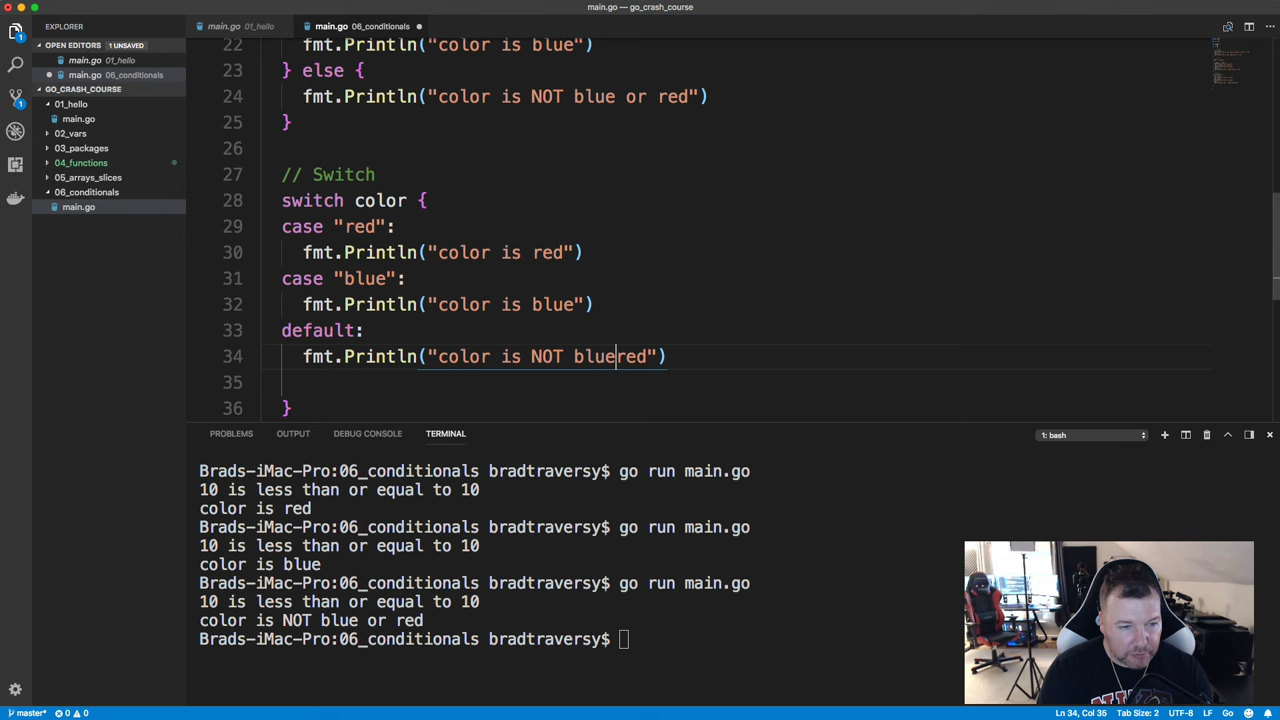 main.go — go_crash_course
EXPLORER
main.go 01_hello
main.go 06_conditionals
OPEN EDITORS 1 UNSAVED
main.go 01_hello
main.go 06_conditionals
GO_CRASH_COURSE
01_hello
main.go
02_vars
03_packages
04_functions
05_arrays_slices
06_conditionals
main.go
22 fmt.Println("color is blue")
23 } else {
24 fmt.Println("color is NOT blue or red")
25 }
26
27 // Switch
28 switch color {
29 case "red":
30 fmt.Println("color is red")
31 case "blue":
32 fmt.Println("color is blue")
33 default:
34 fmt.Println("color is NOT bluered")
35
36 }
PROBLEMS OUTPUT DEBUG CONSOLE TERMINAL 1: bash
Brads-iMac-Pro:06_conditionals bradtraversy$ go run main.go
10 is less than or equal to 10
color is red
Brads-iMac-Pro:06_conditionals bradtraversy$ go run main.go
10 is less than or equal to 10
color is blue
Brads-iMac-Pro:06_conditionals bradtraversy$ go run main.go
10 is less than or equal to 10
color is NOT blue or red
Brads-iMac-Pro:06_conditionals bradtraversy$
master* 0 0 Ln 34, Col 35 Tab Size: 2 UTF-8 LF Go